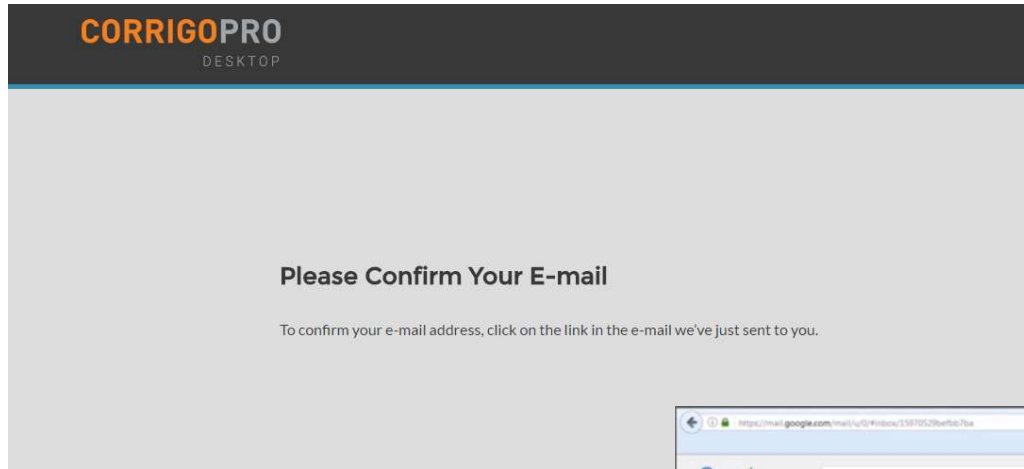 CORRIGOPRO
DESKTOP
Please Confirm Your E-mail
To confirm your e-mail address, click on the link in the e-mail we've just sent to you.